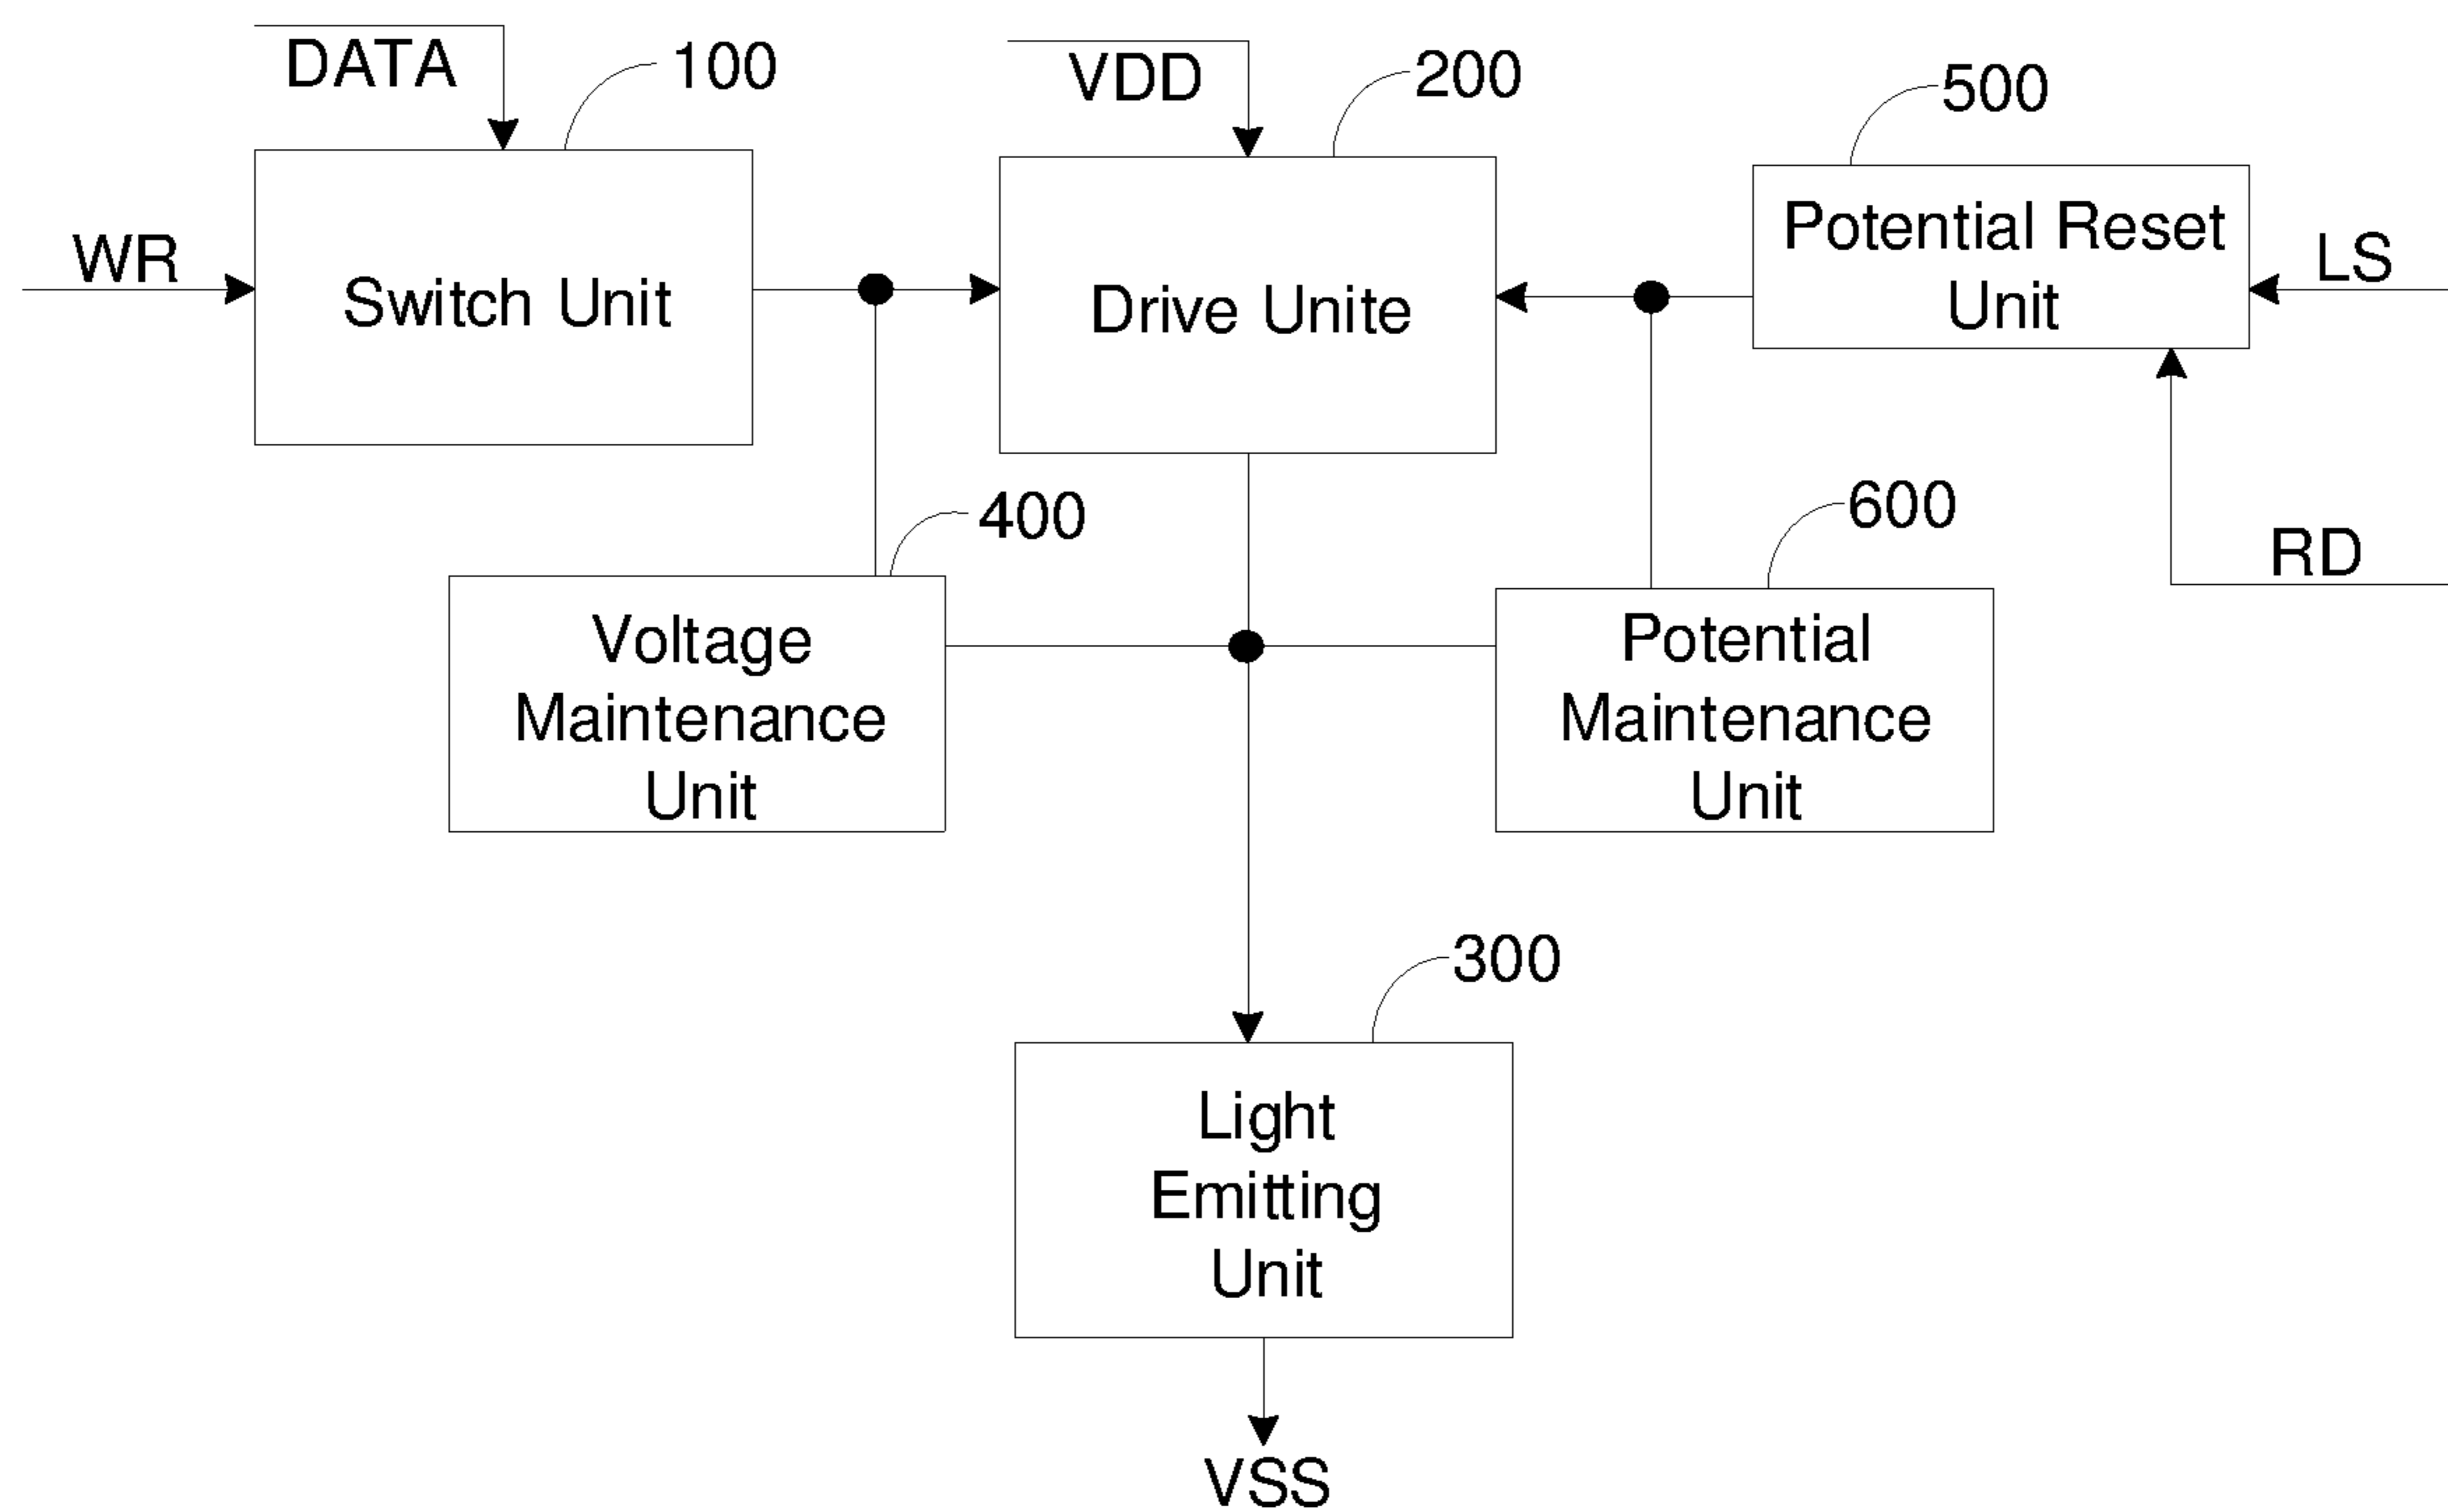 DATA
100
VDD
200
500
WR
Switch Unit
Drive Unite
Potential Reset
Unit
LS
400
600
RD
Voltage
Maintenance
Unit
Potential
Maintenance
Unit
300
Light
Emitting
Unit
VSS